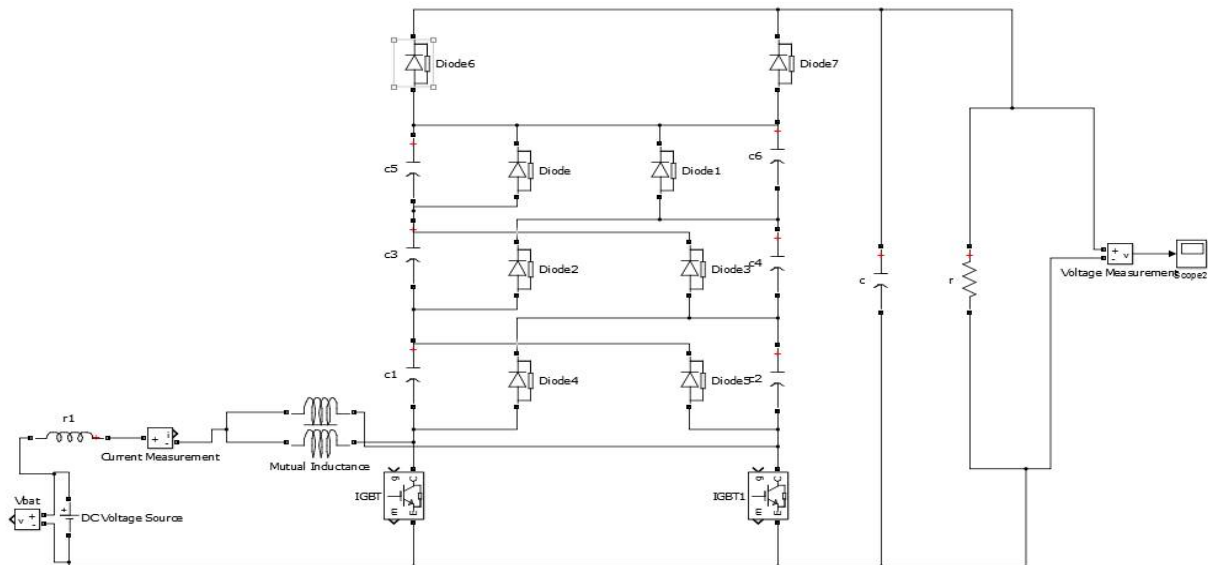 Diode6
Diode7
c5
Diode
Diode1
c6
c3
Diode2
Diode3
c4
c
r
+
-
v
Voltage Measurement
Scope2
c1
Diode4
Diode5
c2
r1
+
-
i
Current Measurement
Mutual Inductance
IGBT
g
C
m
E
IGBT1
g
C
m
E
Vbat
v
+
-
+
DC Voltage Source